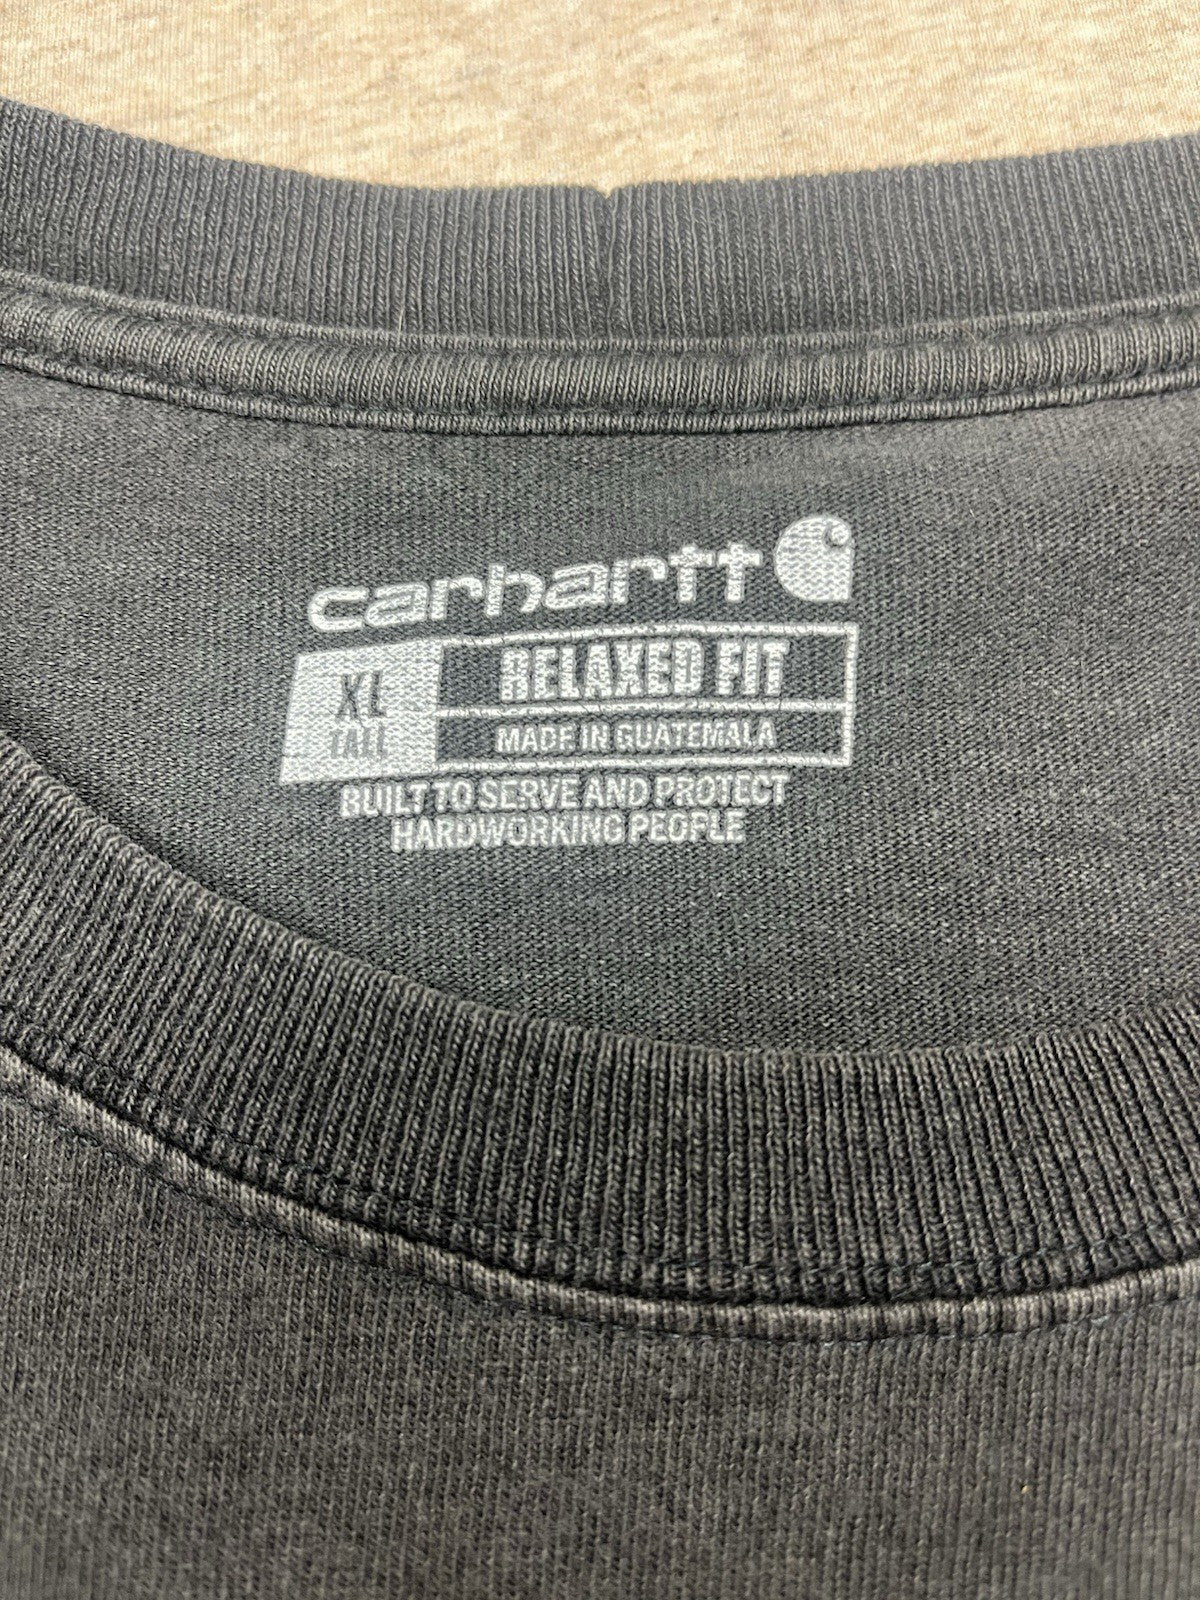 carhartt
XL
TALL
RELAXED FIT
MADE IN GUATEMALA
BUILT TO SERVE AND PROTECT
HARDWORKING PEOPLE